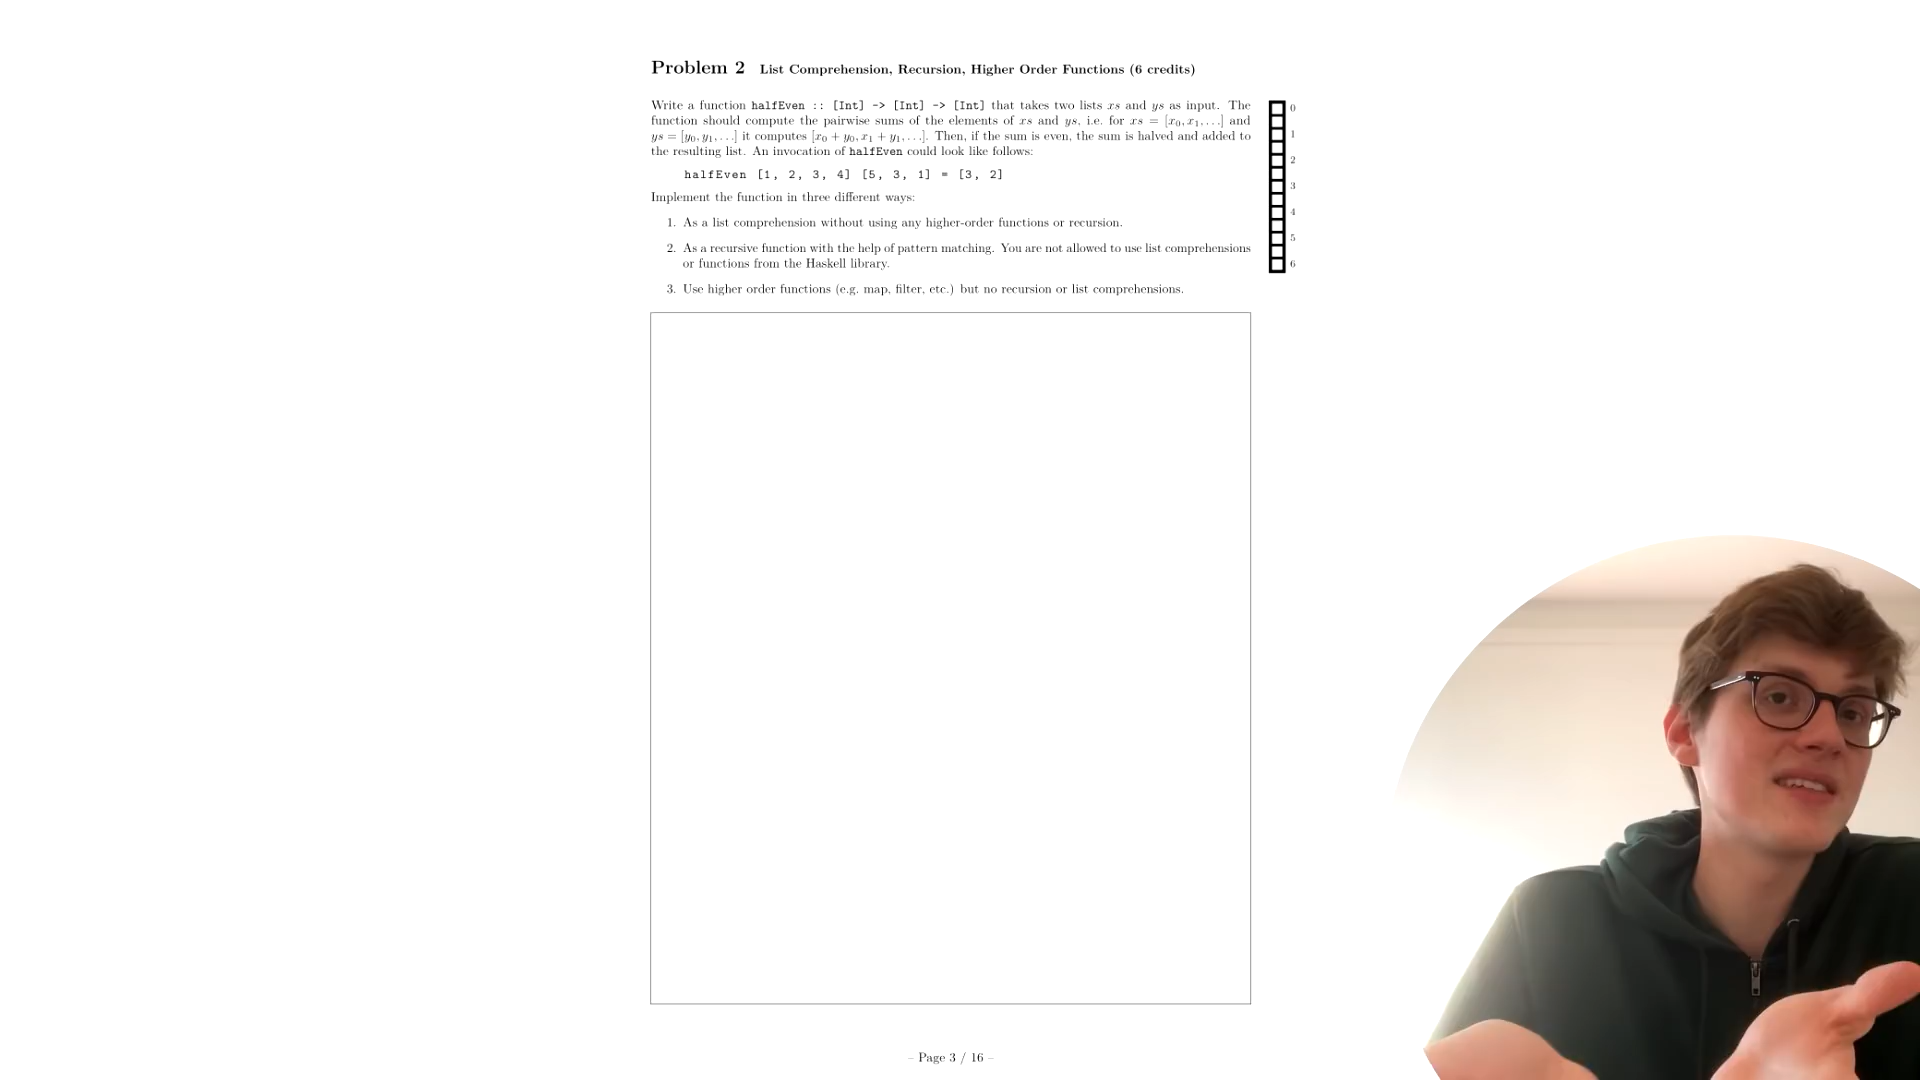 Problem 2 List Comprehension, Recursion, Higher Order Functions (6 credits)
Write a function halfEven :: [Int] -> [Int] -> [Int] that takes two lists xs and ys as input. The
function should compute the pairwise sums of the elements of xs and ys, i.e. for xs = [x₀, x₁, . . .] and
ys = [y₀, y₁, . . .] it computes [x₀ + y₀, x₁ + y₁, . . .]. Then, if the sum is even, the sum is halved and added to
the resulting list. An invocation of halfEven could look like follows:
halfEven [1, 2, 3, 4] [5, 3, 1] = [3, 2]
Implement the function in three different ways:
1. As a list comprehension without using any higher-order functions or recursion.
2. As a recursive function with the help of pattern matching. You are not allowed to use list comprehensions
or functions from the Haskell library.
3. Use higher order functions (e.g. map, filter, etc.) but no recursion or list comprehensions.
0
1
2
3
4
5
6
– Page 3 / 16 –